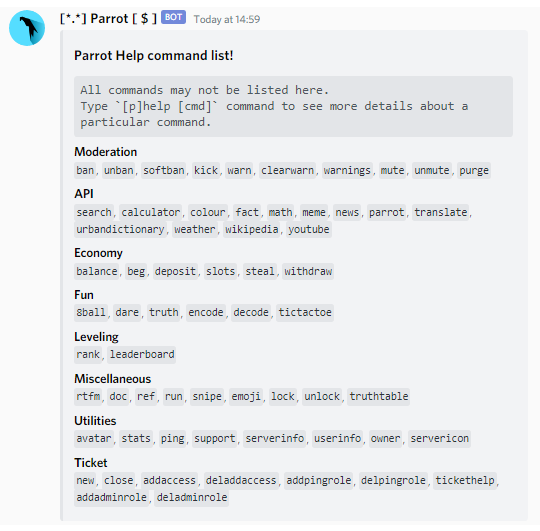 [*.*] Parrot [ $ ] BOT Today at 14:59
Parrot Help command list!
All commands may not be listed here.
Type `[p]help [cmd]` command to see more details about a
particular command.
Moderation
ban, unban, softban, kick, warn, clearwarn, warnings, mute, unmute, purge
API
search, calculator, colour, fact, math, meme, news, parrot, translate,
urbandictionary, weather, wikipedia, youtube
Economy
balance, beg, deposit, slots, steal, withdraw
Fun
8ball, dare, truth, encode, decode, tictactoe
Leveling
rank, leaderboard
Miscellaneous
rtfm, doc, ref, run, snipe, emoji, lock, unlock, truthtable
Utilities
avatar, stats, ping, support, serverinfo, userinfo, owner, servericon
Ticket
new, close, addaccess, deladdaccess, addpingrole, delpingrole, tickethelp,
addadminrole, deladminrole